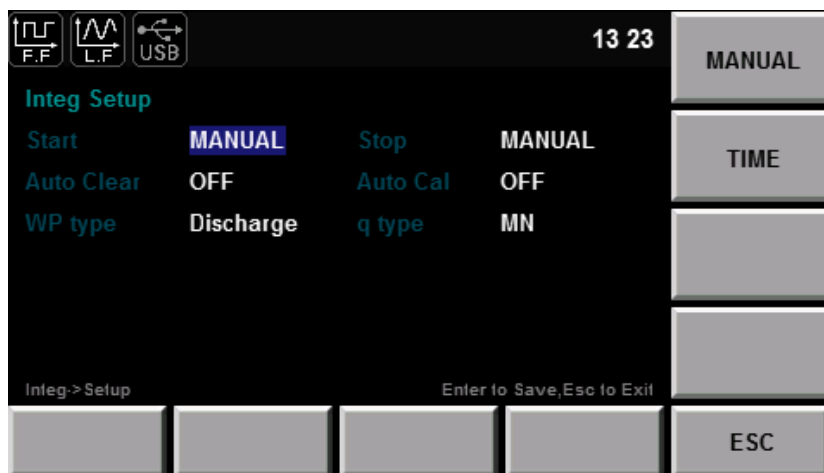 F.F L.F USB 13 23
MANUAL
Integ Setup
Start MANUAL Stop MANUAL
TIME
Auto Clear OFF Auto Cal OFF
WP type Discharge q type MN
Integ->Setup Enter to Save,Esc to Exit
ESC